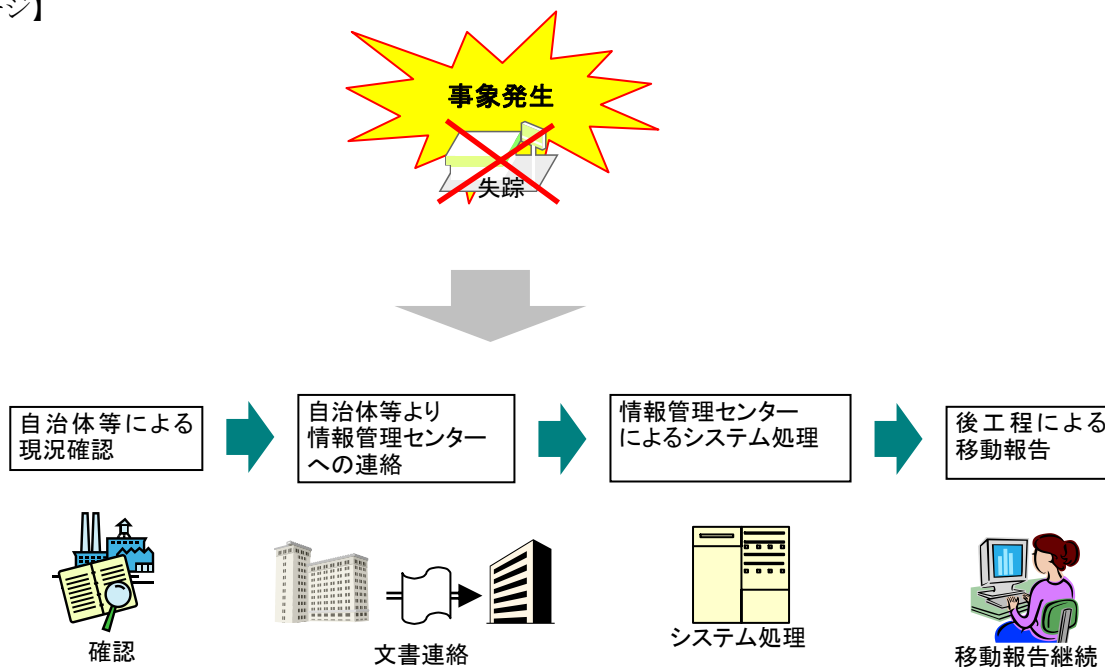 ジ】
事象発生
失踪
自治体等による
現況確認
自治体等より
情報管理センター
への連絡
情報管理センター
によるシステム処理
後工程による
移動報告
確認
文書連絡
システム処理
移動報告継続